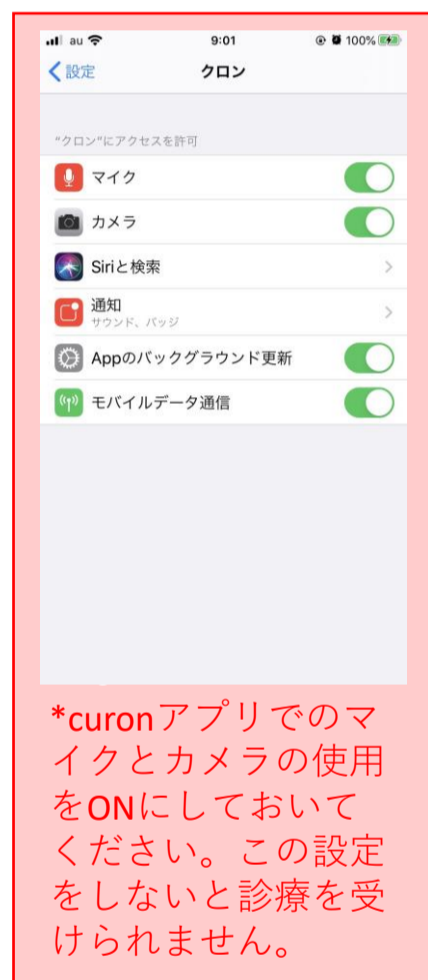 au 9:01 100%
設定 クロン
"クロン"にアクセスを許可
マイク
カメラ
Siriと検索
通知
サウンド、バッジ
Appのバックグラウンド更新
モバイルデータ通信
*curonアプリでのマ
イクとカメラの使用
をONにしておいて
ください。この設定
をしないと診療を受
けられません。